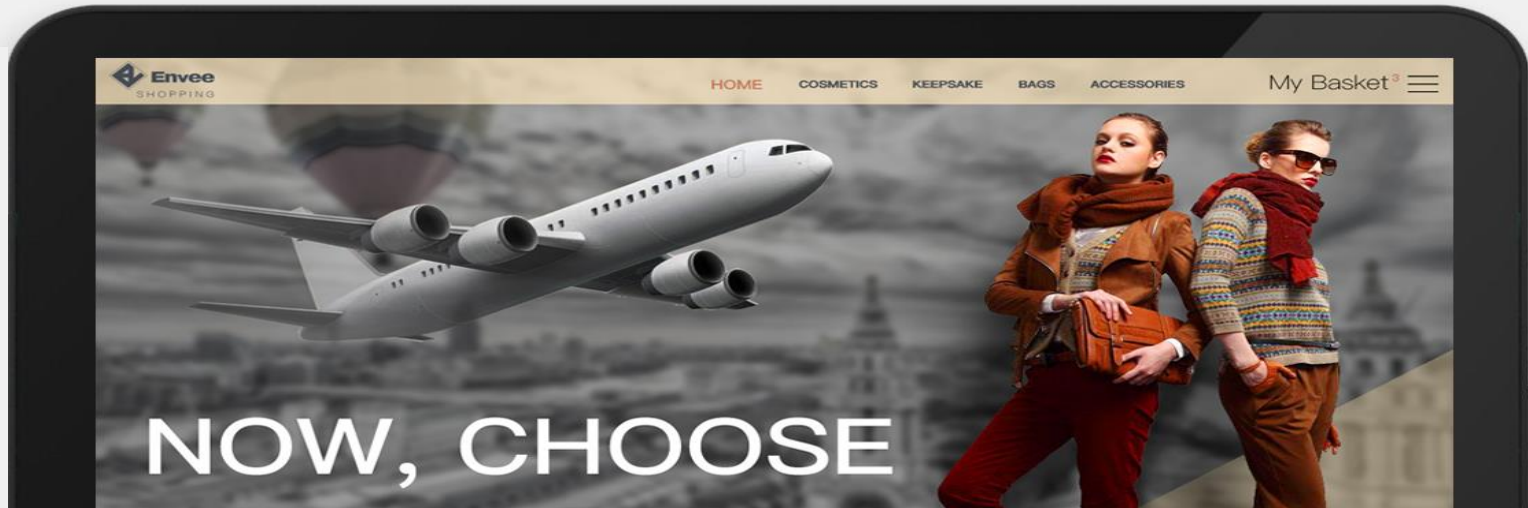 Envee
SHOPPING
HOME COSMETICS KEEPSAKE BAGS ACCESSORIES My Basket 3
NOW, CHOOSE